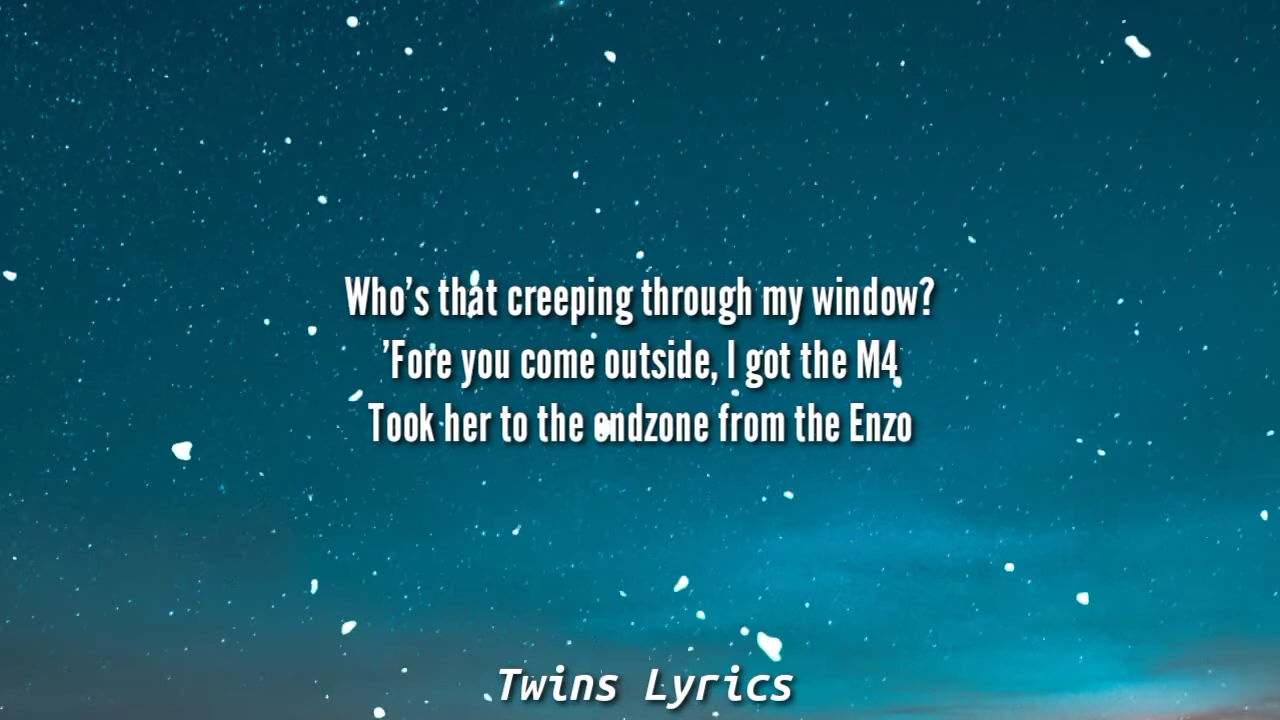 Who's that creeping through my window?
'Fore you come outside, I got the M4
Took her to the endzone from the Enzo
Twins Lyrics